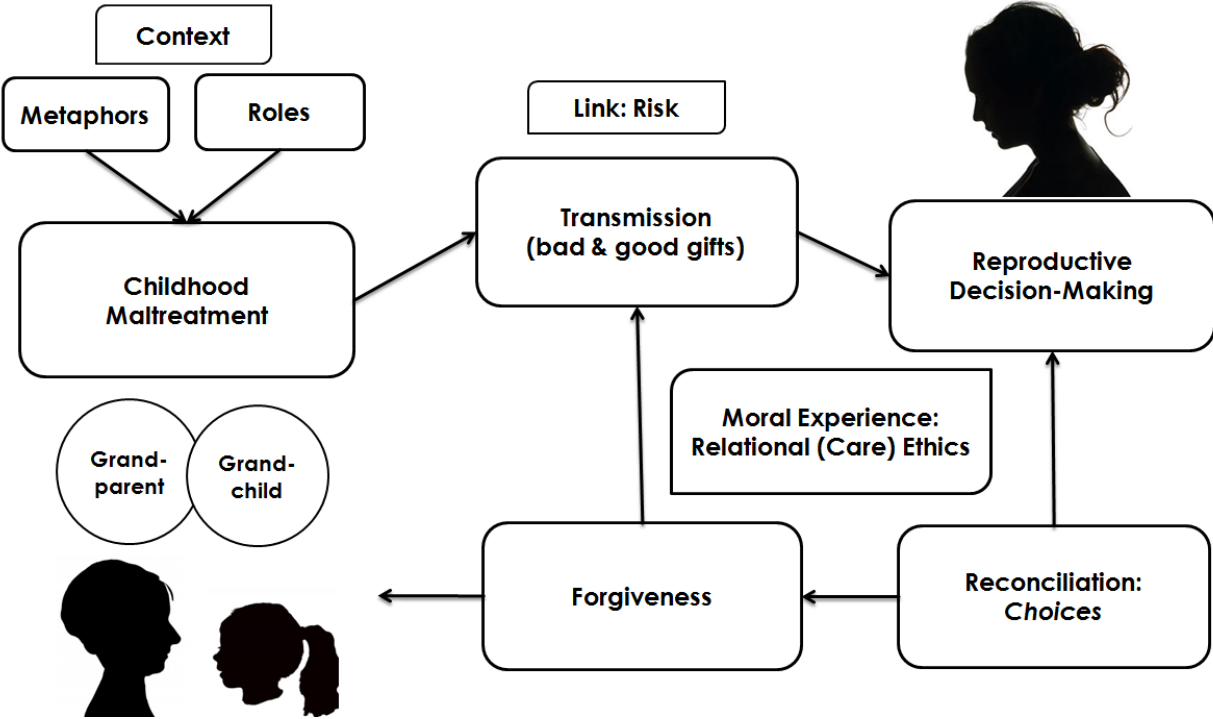 Context
Metaphors
Roles
Link: Risk
Childhood
Maltreatment
Transmission
(bad & good gifts)
Reproductive
Decision-Making
Moral Experience:
Relational (Care) Ethics
Grand-
parent
Grand-
child
Forgiveness
Reconciliation:
Choices